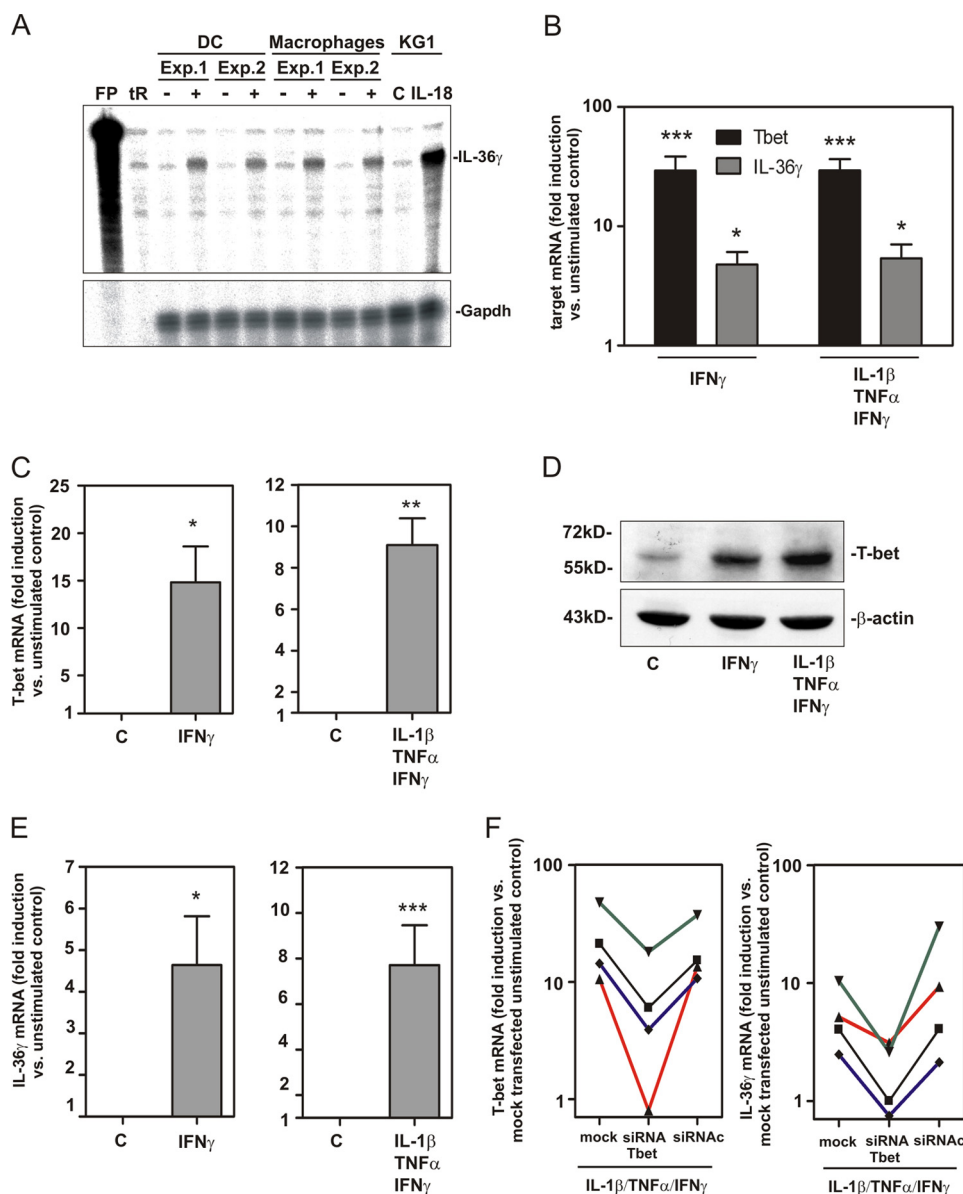 A
DC Macrophages KG1
Exp.1 Exp.2 Exp.1 Exp.2
FP tR - + - + - + - + C IL-18
-IL-36γ
-Gapdh
B
target mRNA (fold induction
vs. unstimulated control)
100
10
1
*** * *** *
Tbet
IL-36γ
IFNγ
IL-1β
TNFα
IFNγ
C
T-bet mRNA (fold induction
vs. unstimulated control)
25
20
15
10
5
1
*
C IFNγ
12
10
8
6
4
2
1
**
C IL-1β
TNFα
IFNγ
D
72kD-
55kD-
43kD-
-T-bet
-β-actin
C IFNγ IL-1β
TNFα
IFNγ
E
IL-36γ mRNA (fold induction
vs. unstimulated control)
7
6
5
4
3
2
1
*
C IFNγ
12
10
8
6
4
2
1
***
C IL-1β
TNFα
IFNγ
F
T-bet mRNA (fold induction vs.
mock transfected unstimulated control)
100
10
1
mock siRNA siRNAc
Tbet
IL-1β/TNFα/IFNγ
IL-36γ mRNA (fold induction vs.
mock transfected unstimulated control)
100
10
1
mock siRNA siRNAc
Tbet
IL-1β/TNFα/IFNγ